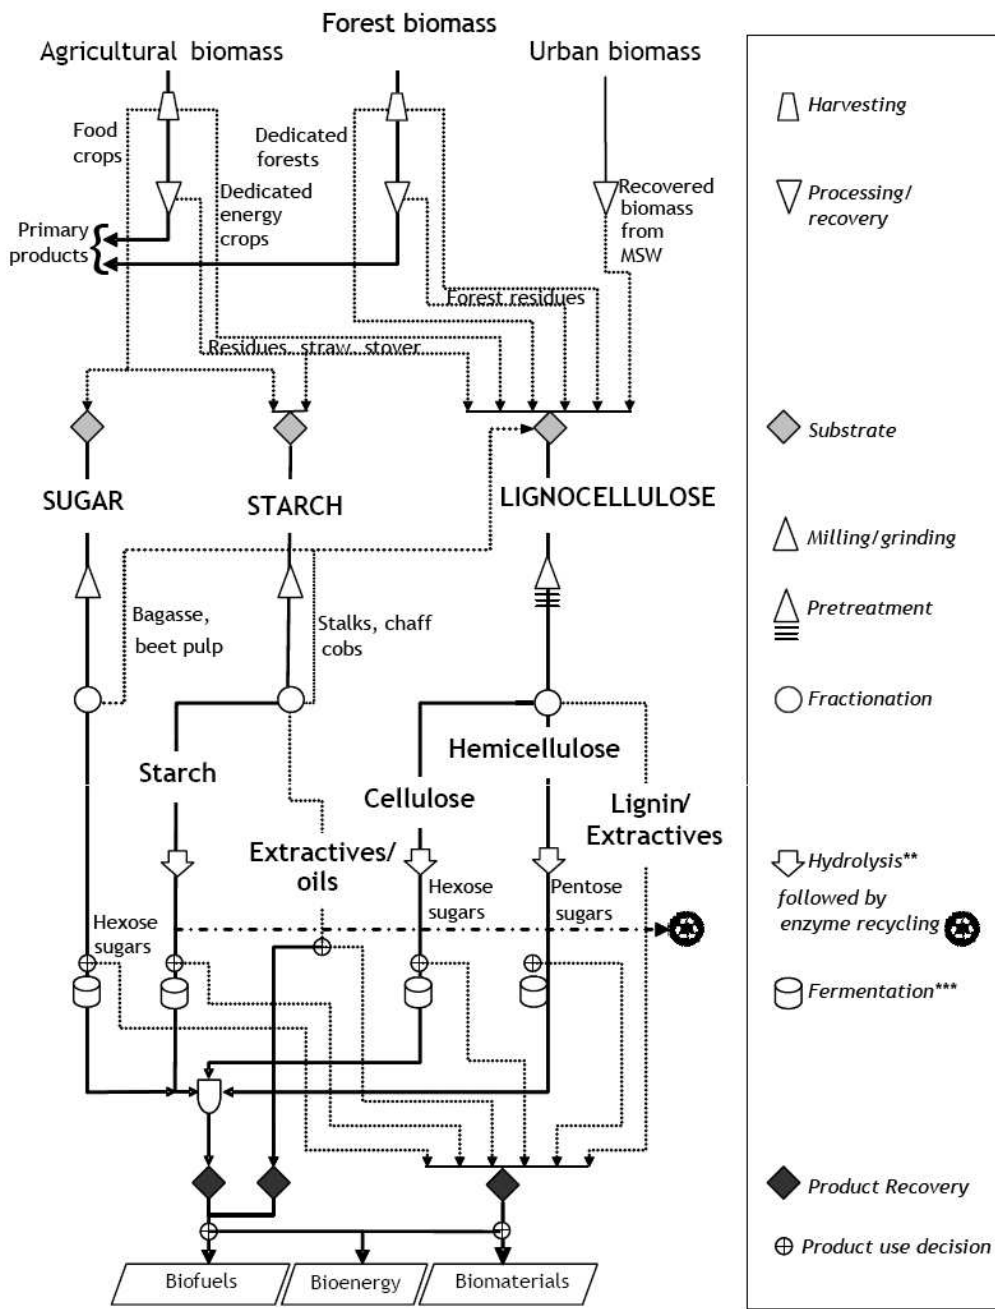 Forest biomass
Agricultural biomass
Urban biomass
Food
crops
Dedicated
forests
Dedicated
energy
crops
Recovered
biomass
from
MSW
Primary
products
Forest residues
Residues, straw, stover
SUGAR
STARCH
LIGNOCELLULOSE
Bagasse,
beet pulp
Stalks, chaff
cobs
Starch
Cellulose
Hemicellulose
Lignin/
Extractives
Extractives/
oils
Hexose
sugars
Hexose
sugars
Pentose
sugars
Biofuels
Bioenergy
Biomaterials
Harvesting
Processing/
recovery
Substrate
Milling/grinding
Pretreatment
Fractionation
Hydrolysis**
followed by
enzyme recycling
Fermentation***
Product Recovery
Product use decision